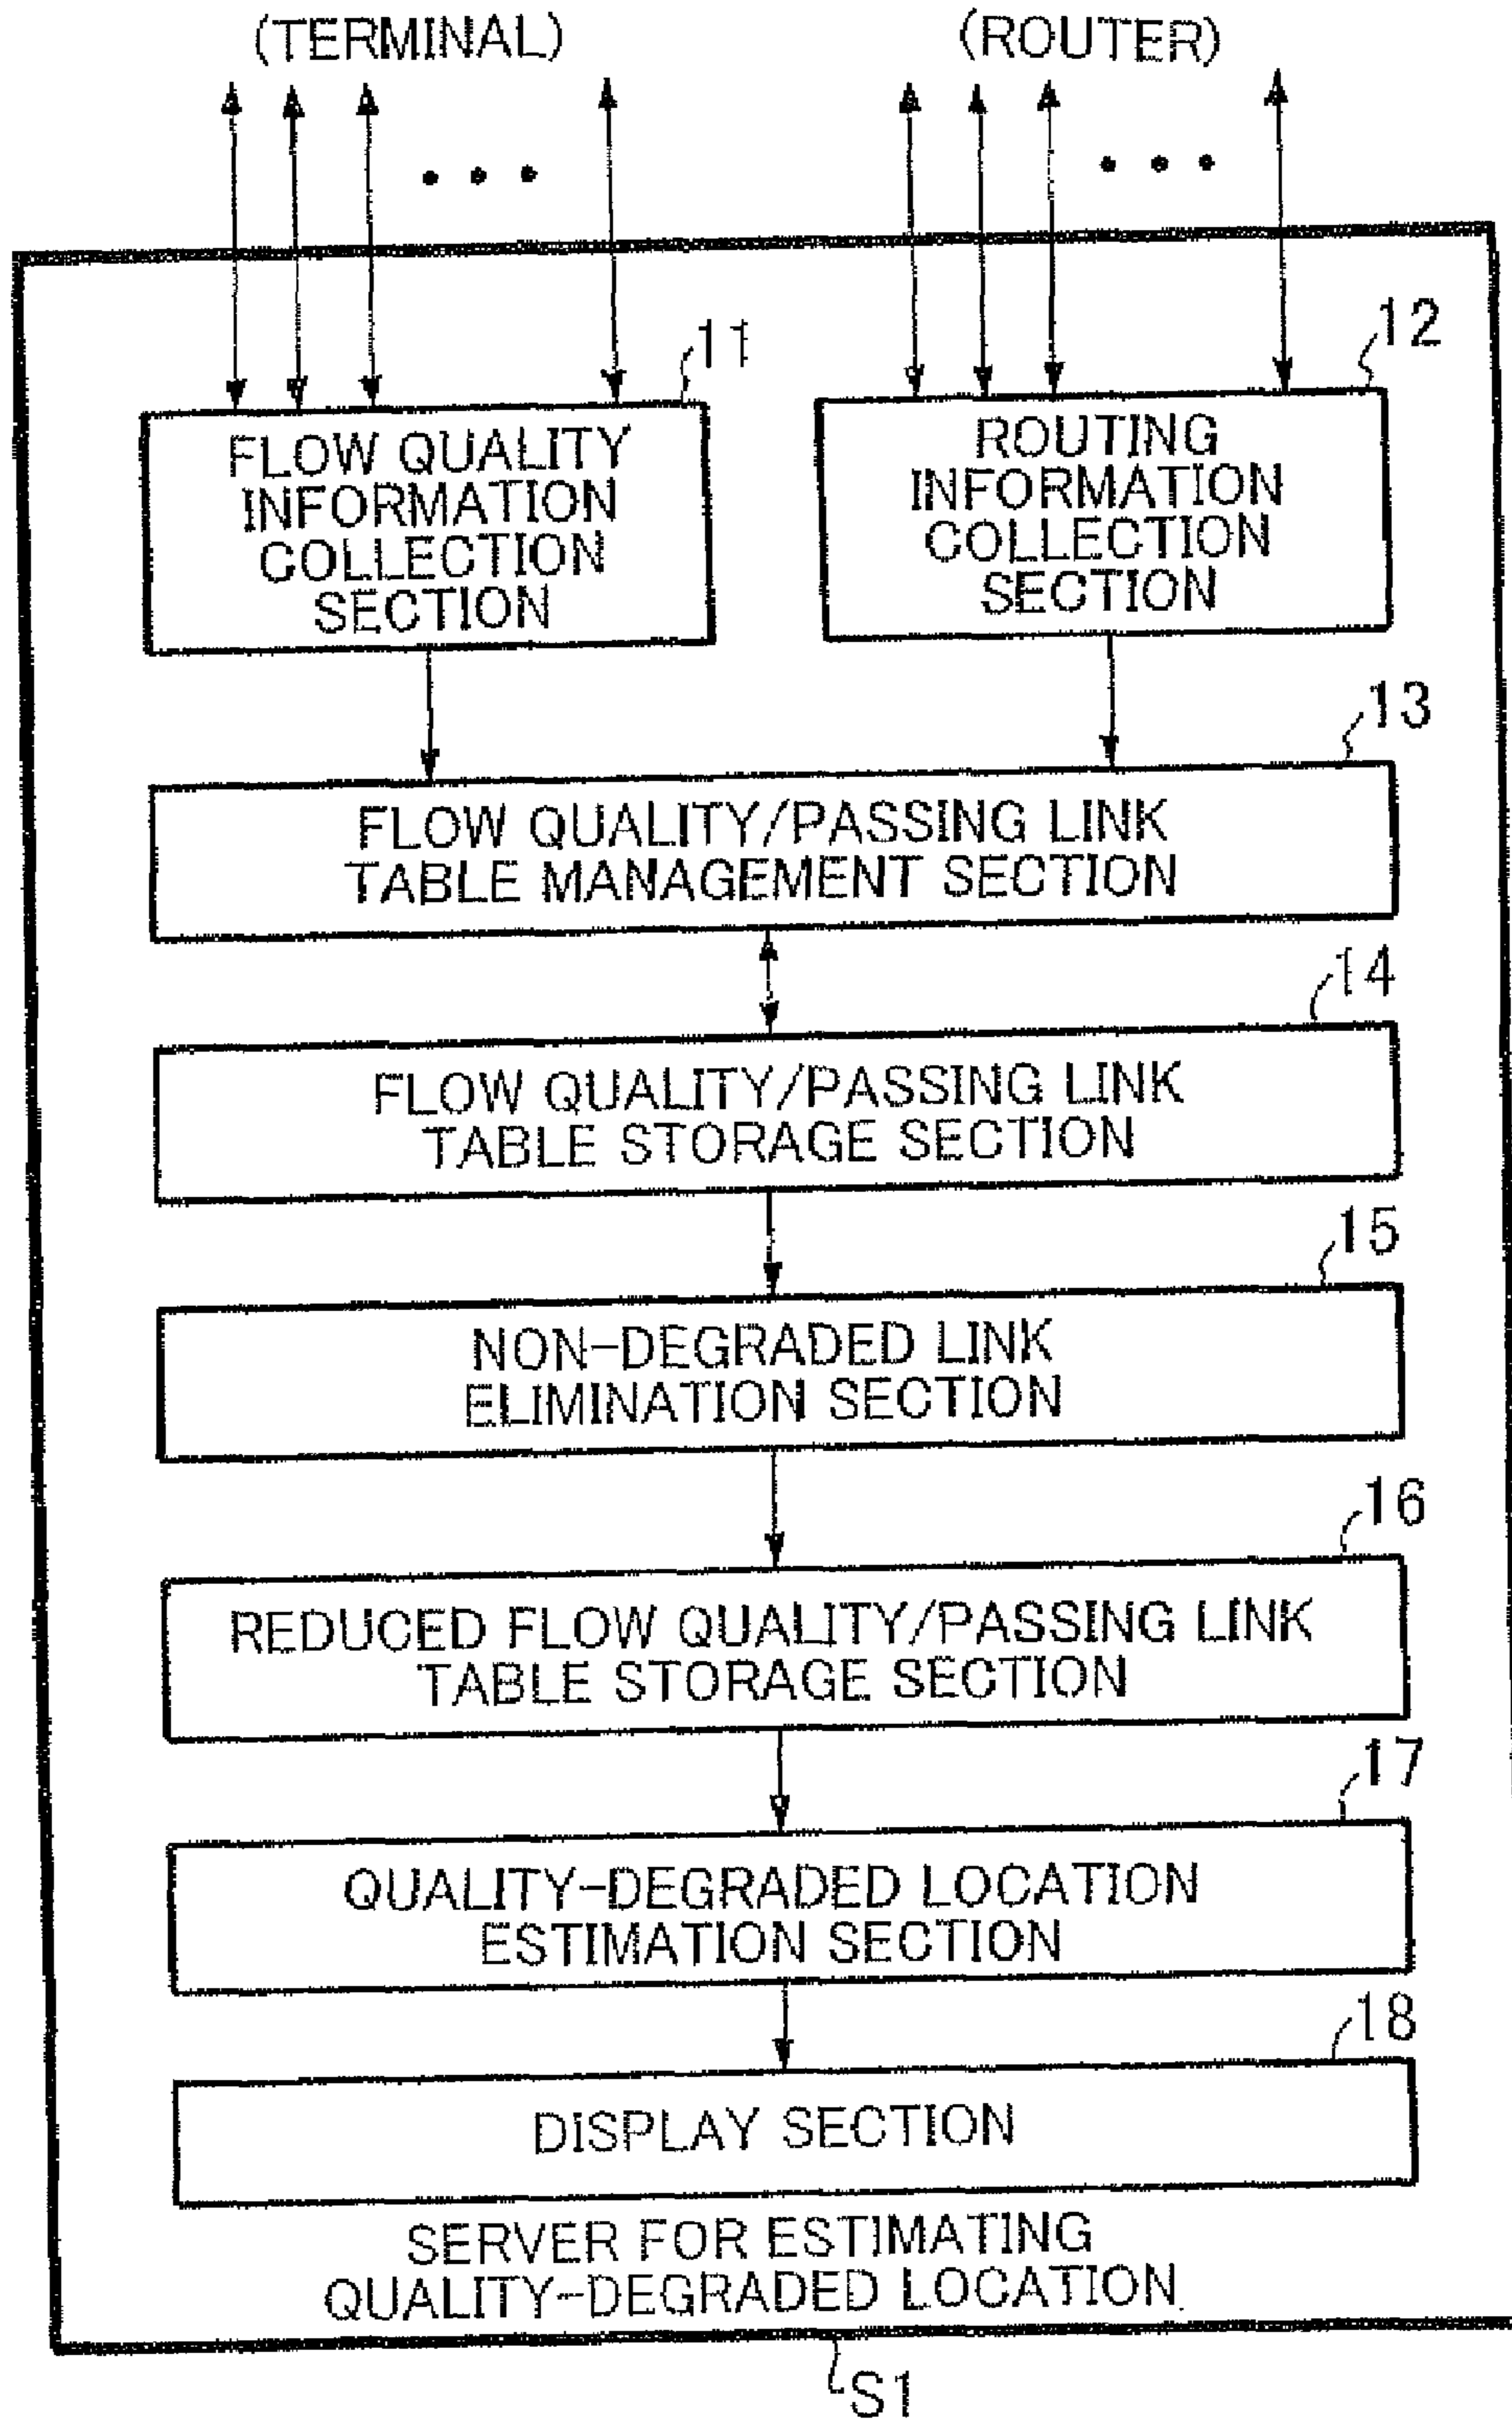 (TERMINAL)
(ROUTER)
11
12
FLOW QUALITY
INFORMATION
COLLECTION
SECTION
ROUTING
INFORMATION
COLLECTION
SECTION
13
FLOW QUALITY/PASSING LINK
TABLE MANAGEMENT SECTION
14
FLOW QUALITY/PASSING LINK
TABLE STORAGE SECTION
15
NON-DEGRADED LINK
ELIMINATION SECTION
16
REDUCED FLOW QUALITY/PASSING LINK
TABLE STORAGE SECTION
17
QUALITY-DEGRADED LOCATION
ESTIMATION SECTION
18
DISPLAY SECTION
SERVER FOR ESTIMATING
QUALITY-DEGRADED LOCATION
S1